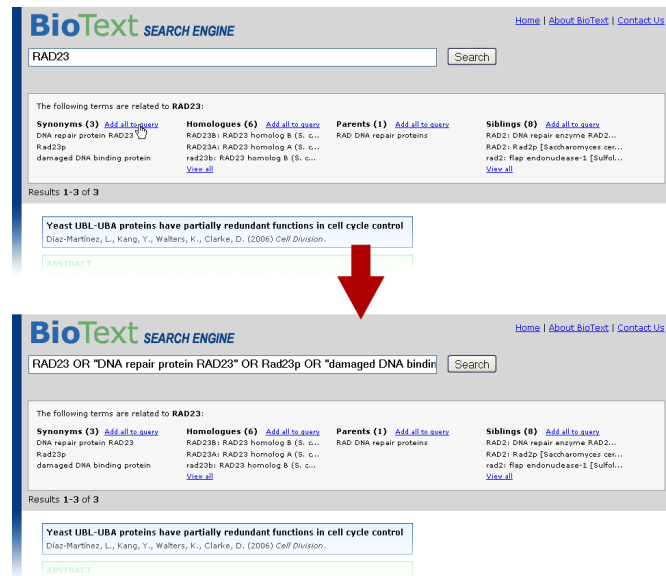 BioText SEARCH ENGINE
Home | About BioText | Contact Us
RAD23 Search
The following terms are related to RAD23:
Synonyms (3) Add all to query Homologues (6) Add all to query Parents (1) Add all to query Siblings (8) Add all to query
DNA repair protein RAD23 RAD23B: RAD23 homolog B (S. c... RAD DNA repair proteins RAD2: DNA repair enzyme RAD2...
Rad23p RAD23A: RAD23 homolog A (S. c... RAD2: Rad2p [Saccharomyces cer...
damaged DNA binding protein rad23b: RAD23 homolog B (S. c... rad2: flap endonuclease-1 [Sulfol...
View all View all
Results 1-3 of 3
Yeast UBL-UBA proteins have partially redundant functions in cell cycle control
Díaz-Martínez, L., Kang, Y., Walters, K., Clarke, D. (2006) Cell Division.
ABSTRACT
BioText SEARCH ENGINE
Home | About BioText | Contact Us
RAD23 OR "DNA repair protein RAD23" OR Rad23p OR "damaged DNA bindin Search
The following terms are related to RAD23:
Synonyms (3) Add all to query Homologues (6) Add all to query Parents (1) Add all to query Siblings (8) Add all to query
DNA repair protein RAD23 RAD23B: RAD23 homolog B (S. c... RAD DNA repair proteins RAD2: DNA repair enzyme RAD2...
Rad23p RAD23A: RAD23 homolog A (S. c... RAD2: Rad2p [Saccharomyces cer...
damaged DNA binding protein rad23b: RAD23 homolog B (S. c... rad2: flap endonuclease-1 [Sulfol...
View all View all
Results 1-3 of 3
Yeast UBL-UBA proteins have partially redundant functions in cell cycle control
Díaz-Martínez, L., Kang, Y., Walters, K., Clarke, D. (2006) Cell Division.
ABSTRACT